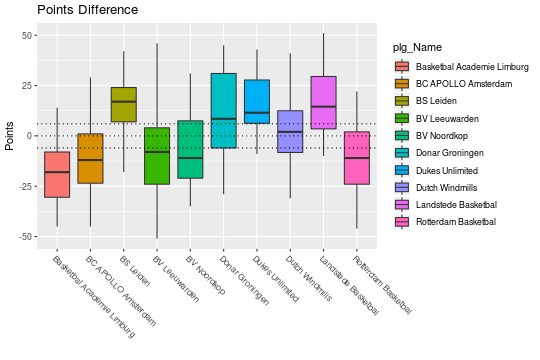 Points Difference
Points
50
25
0
-25
-50
Basketbal Academie Limburg
BC APOLLO Amsterdam
BS Leiden
BV Leeuwarden
BV Noordkop
Donar Groningen
Dukes Unlimited
Dutch Windmills
Landstede Basketbal
Rotterdam Basketbal
plg_Name
Basketbal Academie Limburg
BC APOLLO Amsterdam
BS Leiden
BV Leeuwarden
BV Noordkop
Donar Groningen
Dukes Unlimited
Dutch Windmills
Landstede Basketbal
Rotterdam Basketbal